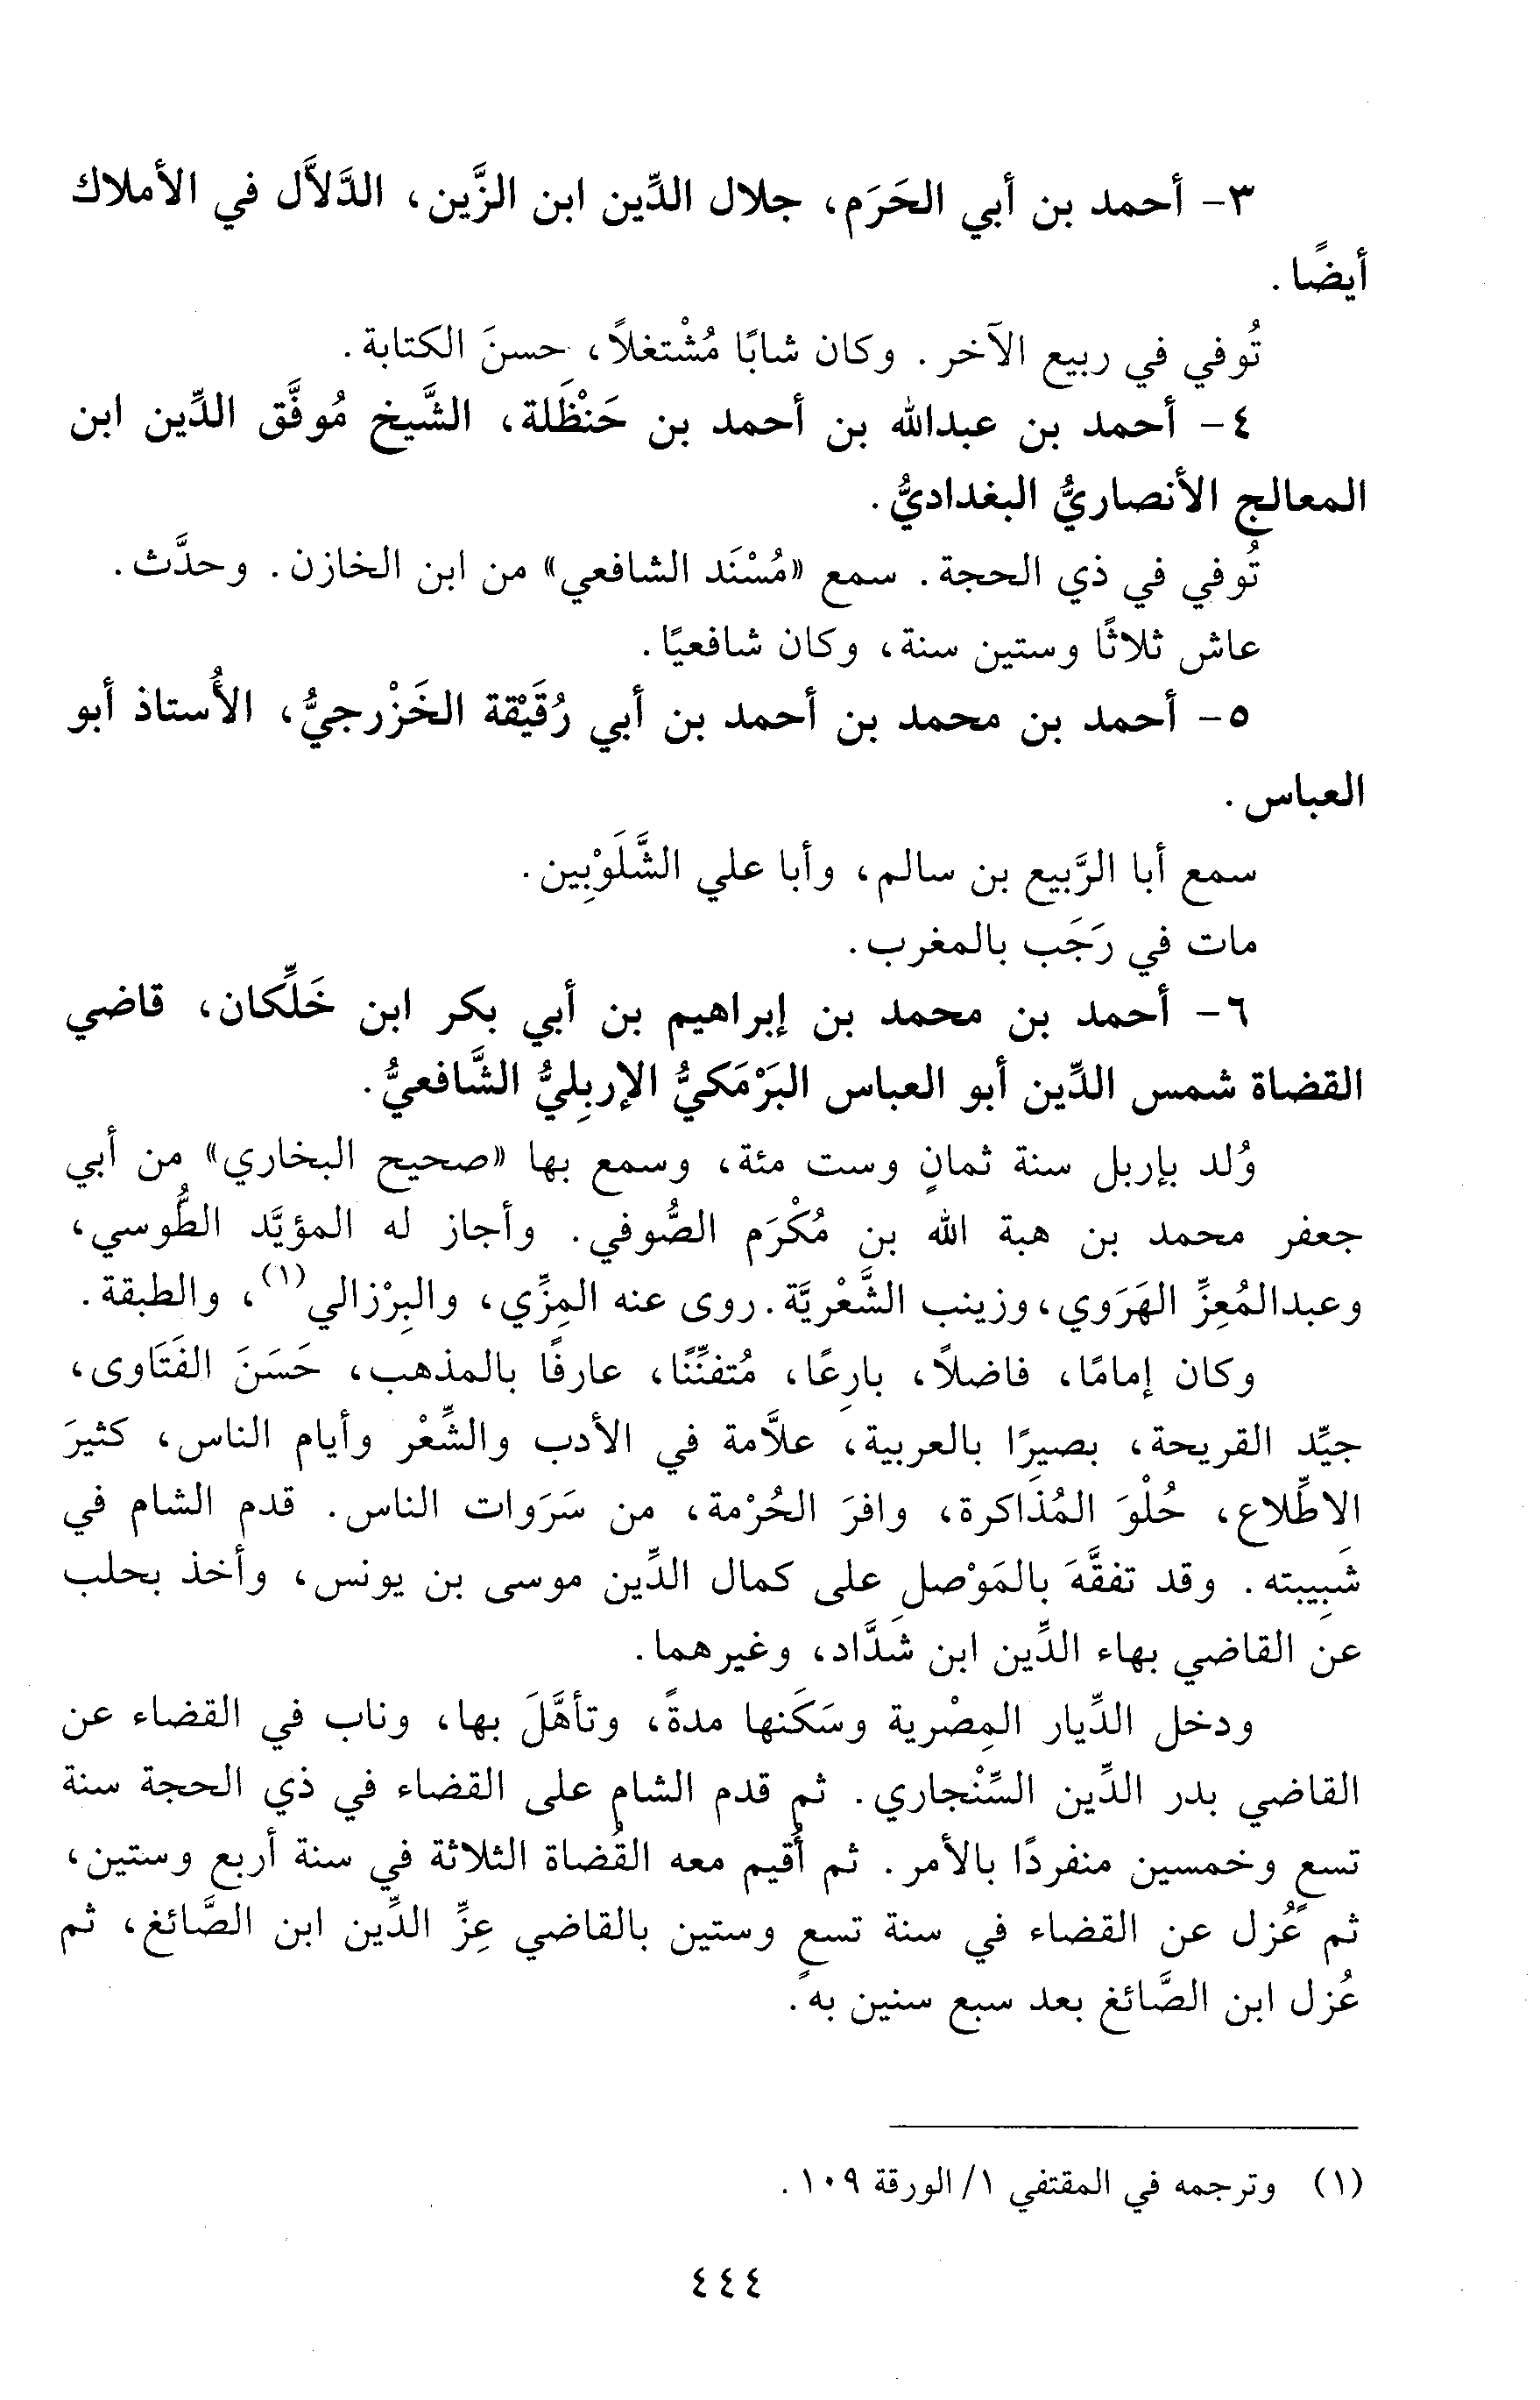 ٣- أحمد بن أبي الحَرَم، جلال الدِّين ابن الزَّين، الدَّلاَّل في الأملاك
أيضًا.
تُوفي في ربيع الآخر. وكان شابًا مُشْتغلاً، حسنَ الكتابة.
٤- أحمد بن عبدالله بن أحمد بن حَنْظَلة، الشَّيخ مُوفَّق الدِّين ابن
المعالج الأنصاريُّ البغداديُّ.
تُوفي في ذي الحجة. سمع «مُسْنَد الشافعي» من ابن الخازن. وحدَّث.
عاش ثلاثًا وستين سنة، وكان شافعيًا.
٥- أحمد بن محمد بن أحمد بن أبي رُقَيْقة الخَزْرجيُّ، الأُستاذ أبو
العباس.
سمع أبا الرَّبيع بن سالم، وأبا علي الشَّلَوْبِين.
مات في رَجَب بالمغرب.
٦- أحمد بن محمد بن إبراهيم بن أبي بكر ابن خَلِّكان، قاضي
القضاة شمس الدِّين أبو العباس البَرْمَكيُّ الإربِليُّ الشَّافعيُّ.
وُلد بإربل سنة ثمانٍ وست مئة، وسمع بها «صحيح البخاري» من أبي
جعفر محمد بن هبة الله بن مُكْرَم الصُّوفي. وأجاز له المؤيَّد الطُّوسي،
وعبدالمُعِزِّ الهَرَوي، وزينب الشَّعْريَّة. روى عنه المِزِّي، والبِرْزالي(١)، والطبقة.
وكان إمامًا، فاضلاً، بارِعًا، مُتفنِّنًا، عارفًا بالمذهب، حَسَنَ الفَتَاوى،
جيِّد القريحة، بصيرًا بالعربية، علاَّمة في الأدب والشِّعْر وأيام الناس، كثيرَ
الاطِّلاع، حُلْوَ المُذَاكرة، وافرَ الحُرْمة، من سَرَوات الناس. قدم الشام في
شَبِيبته. وقد تفقَّهَ بالمَوْصل على كمال الدِّين موسى بن يونس، وأخذ بحلب
عن القاضي بهاء الدِّين ابن شَدَّاد، وغيرهما.
ودخل الدِّيار المِصْرية وسَكَنها مدةً، وتأهَّلَ بها، وناب في القضاء عن
القاضي بدر الدِّين السِّنْجاري. ثم قدم الشام على القضاء في ذي الحجة سنة
تسع وخمسين منفردًا بالأمر. ثم أُقيم معه القُضاة الثلاثة في سنة أربع وستين،
ثم عُزل عن القضاء في سنة تسعٍ وستين بالقاضي عِزِّ الدِّين ابن الصَّائغ، ثم
عُزل ابن الصَّائغ بعد سبع سنين به.
(١) وترجمه في المقتفي ١/ الورقة ١٠٩.
٤٤٤